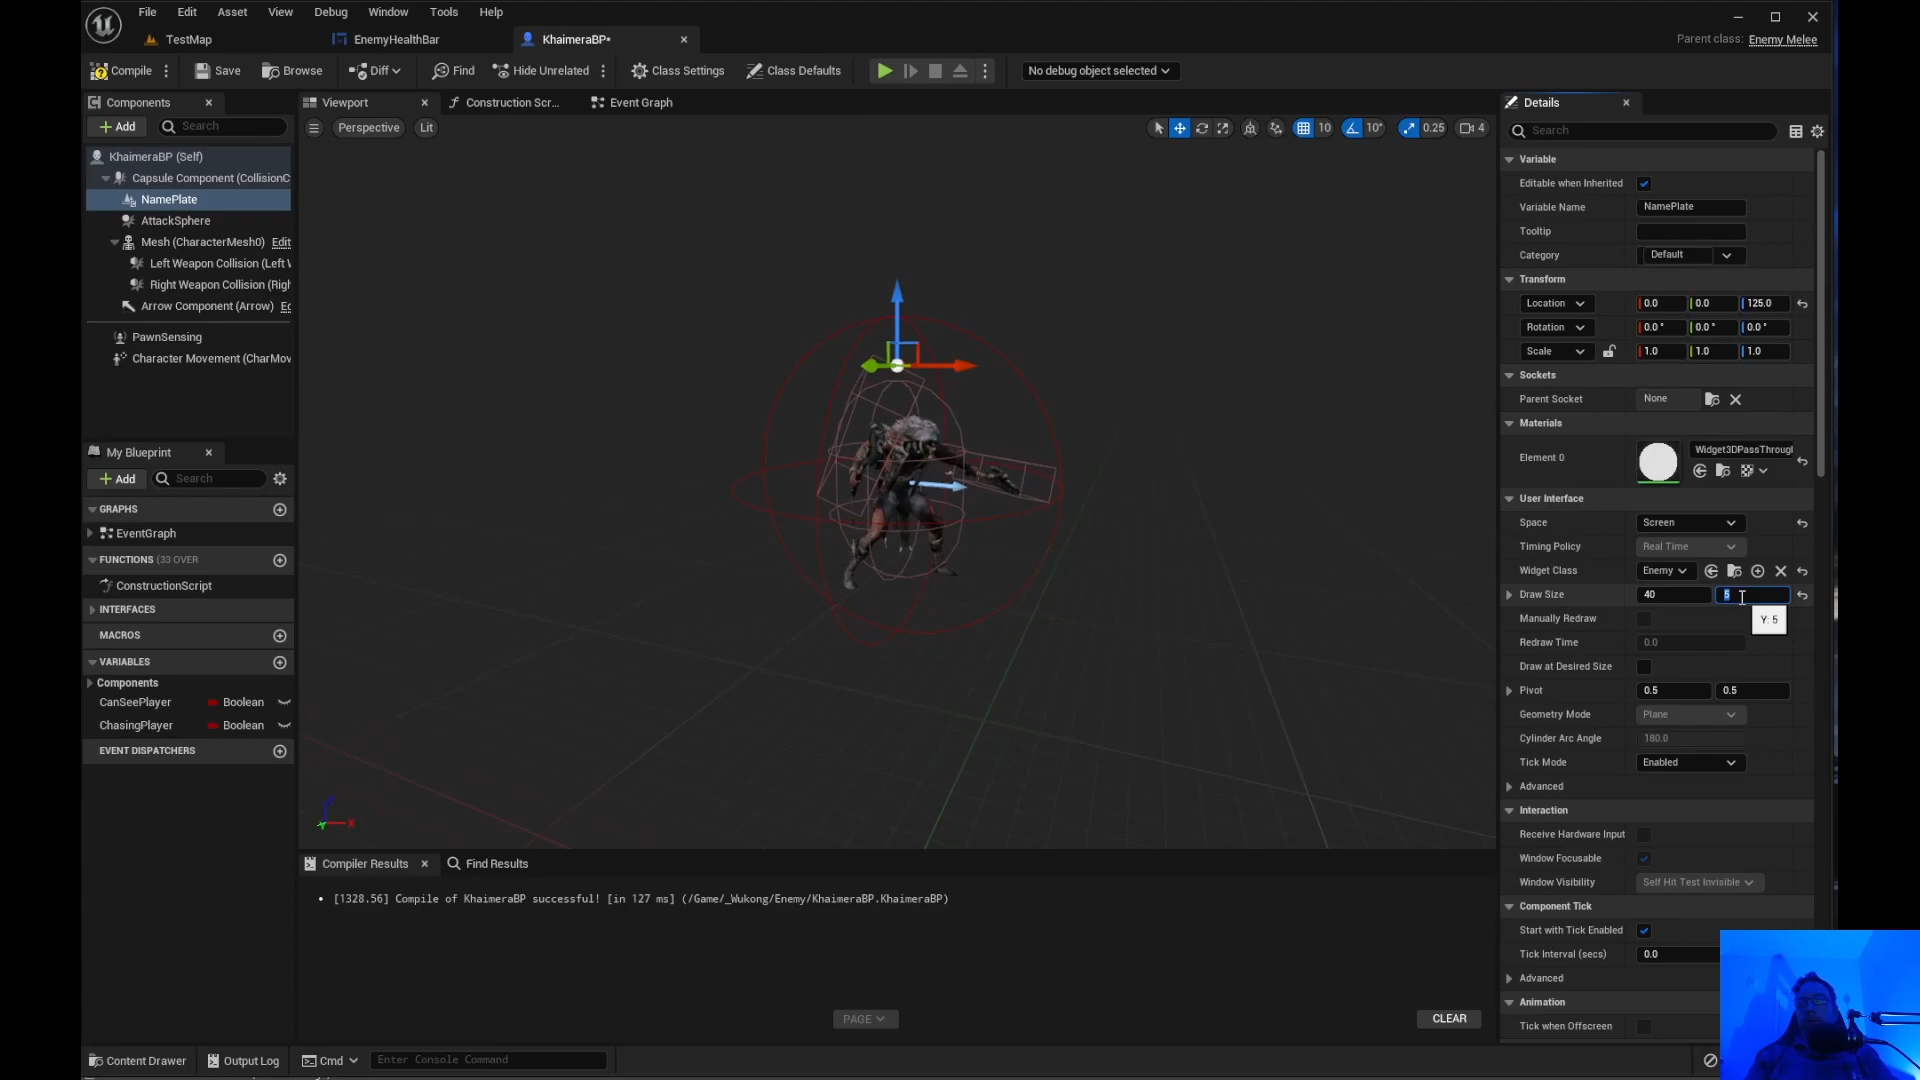 File Edit Asset View Debug Window Tools Help
TestMap EnemyHealthBar KhaimeraBP* Parent class: Enemy Melee
Compile Save Browse Diff Find Hide Unrelated Class Settings Class Defaults No debug object selected
Components Viewport Construction Scr... Event Graph Details
Add Search Perspective Lit 10 10° 0.25 4 Search
KhaimeraBP (Self)
Capsule Component (CollisionC
NamePlate
AttackSphere
Mesh (CharacterMesh0) Edit
Left Weapon Collision (Left W
Right Weapon Collision (Righ
Arrow Component (Arrow) Ec
PawnSensing
Character Movement (CharMov
My Blueprint
Add Search
GRAPHS
EventGraph
FUNCTIONS (33 OVER
ConstructionScript
INTERFACES
MACROS
VARIABLES
Components
CanSeePlayer Boolean
ChasingPlayer Boolean
EVENT DISPATCHERS
Z
Y X
Variable
Editable when Inherited
Variable Name NamePlate
Tooltip
Category Default
Transform
Location 0.0 0.0 125.0
Rotation 0.0 ° 0.0 ° 0.0 °
Scale 1.0 1.0 1.0
Sockets
Parent Socket None
Materials
Element 0 Widget3DPassThrough
User Interface
Space Screen
Timing Policy Real Time
Widget Class Enemy
Draw Size 40 5
Manually Redraw Y: 5
Redraw Time 0.0
Draw at Desired Size
Pivot 0.5 0.5
Geometry Mode Plane
Cylinder Arc Angle 180.0
Tick Mode Enabled
Advanced
Interaction
Receive Hardware Input
Window Focusable
Window Visibility Self Hit Test Invisible
Component Tick
Start with Tick Enabled
Tick Interval (secs) 0.0
Advanced
Animation
Tick when Offscreen
Compiler Results Find Results
[1328.56] Compile of KhaimeraBP successful! [in 127 ms] (/Game/_Wukong/Enemy/KhaimeraBP.KhaimeraBP)
PAGE CLEAR
Content Drawer Output Log Cmd Enter Console Command